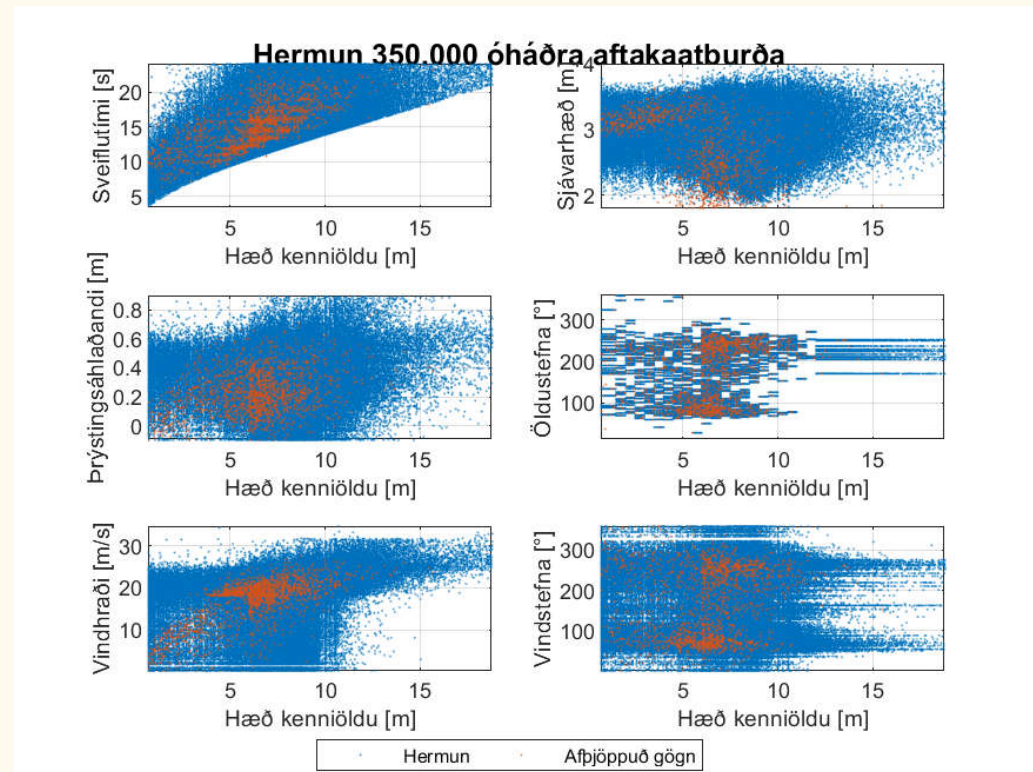 Hermun 350.000 óháðra aftakaatburða
Sveiflutími [s]
20
15
10
5
5
10
15
Hæð kenniöldu [m]
Sjávarhæð [m]
4
3
2
5
10
15
Hæð kenniöldu [m]
Þrýstingsáhlaðandi [m]
0.8
0.6
0.4
0.2
0
5
10
15
Hæð kenniöldu [m]
Öldustefna [°]
300
200
100
5
10
15
Hæð kenniöldu [m]
Vindhraði [m/s]
30
20
10
5
10
15
Hæð kenniöldu [m]
Vindstefna [°]
300
200
100
5
10
15
Hæð kenniöldu [m]
Hermun
Afþjöppuð gögn